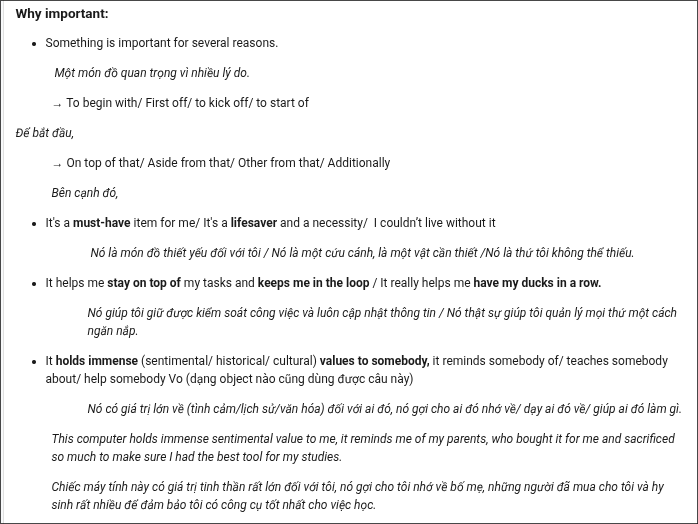 Why important:
• Something is important for several reasons.
Một món đồ quan trọng vì nhiều lý do.
→ To begin with/ First off/ to kick off/ to start of
Để bắt đầu,
→ On top of that/ Aside from that/ Other from that/ Additionally
Bên cạnh đó,
• It's a must-have item for me/ It's a lifesaver and a necessity/ I couldn't live without it
Nó là món đồ thiết yếu đối với tôi / Nó là một cứu cánh, là một vật cần thiết /Nó là thứ tôi không thể thiếu.
• It helps me stay on top of my tasks and keeps me in the loop / It really helps me have my ducks in a row.
Nó giúp tôi giữ được kiểm soát công việc và luôn cập nhật thông tin / Nó thật sự giúp tôi quản lý mọi thứ một cách
ngăn nắp.
• It holds immense (sentimental/ historical/ cultural) values to somebody, it reminds somebody of/ teaches somebody
about/ help somebody Vo (dạng object nào cũng dùng được câu này)
Nó có giá trị lớn về (tình cảm/lịch sử/văn hóa) đối với ai đó, nó gợi cho ai đó nhớ về/ dạy ai đó về/ giúp ai đó làm gì.
This computer holds immense sentimental value to me, it reminds me of my parents, who bought it for me and sacrificed
so much to make sure I had the best tool for my studies.
Chiếc máy tính này có giá trị tinh thần rất lớn đối với tôi, nó gợi cho tôi nhớ về bố mẹ, những người đã mua cho tôi và hy
sinh rất nhiều để đảm bảo tôi có công cụ tốt nhất cho việc học.